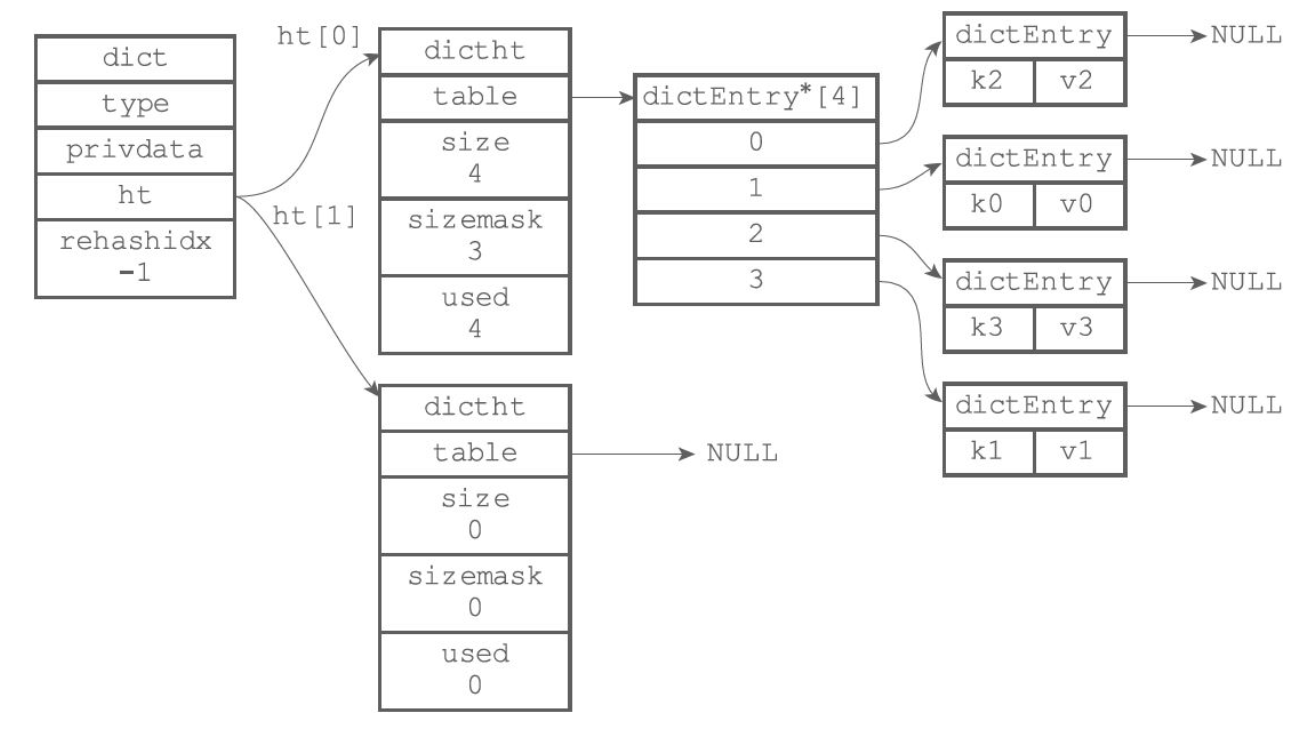 dict
type
privdata
ht
rehashidx
-1
ht[0]
ht[1]
dictht
table
size
4
sizemask
3
used
4
dictht
table
size
0
sizemask
0
used
0
NULL
dictEntry*[4]
0
1
2
3
dictEntry
k2 v2
NULL
dictEntry
k0 v0
NULL
dictEntry
k3 v3
NULL
dictEntry
k1 v1
NULL